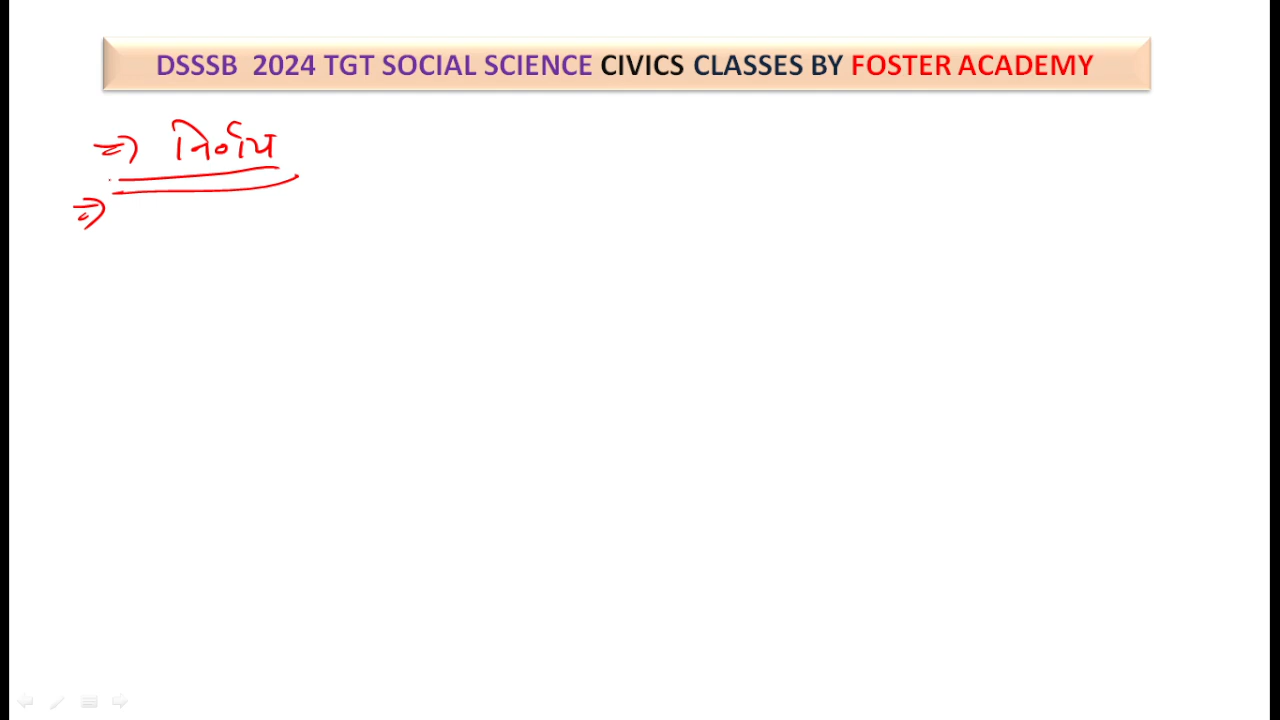 DSSSB 2024 TGT SOCIAL SCIENCE CIVICS CLASSES BY FOSTER ACADEMY
⇒ निर्णय
⇒